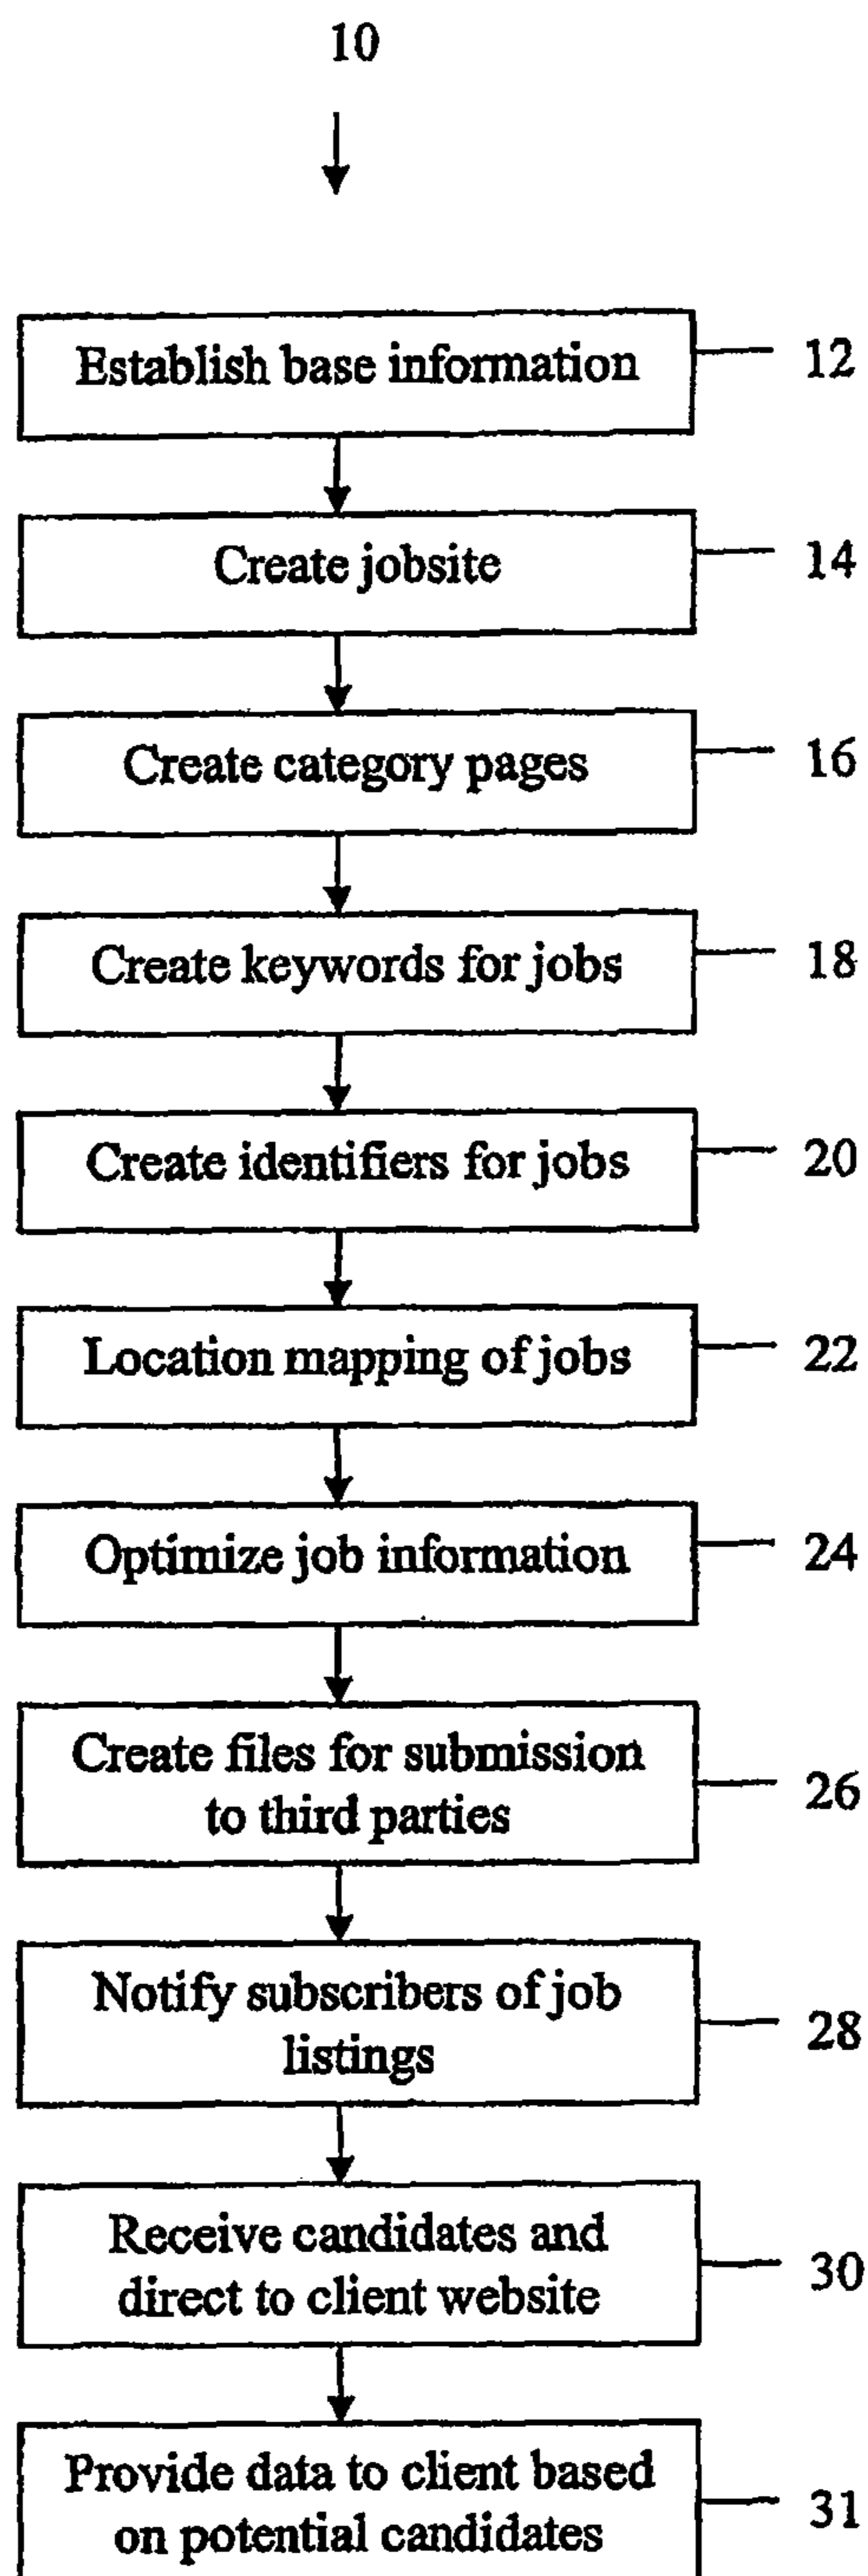 10
Establish base information
12
Create jobsite
14
Create category pages
16
Create keywords for jobs
18
Create identifiers for jobs
20
Location mapping of jobs
22
Optimize job information
24
Create files for submission
to third parties
26
Notify subscribers of job
listings
28
Receive candidates and
direct to client website
30
Provide data to client based
on potential candidates
31